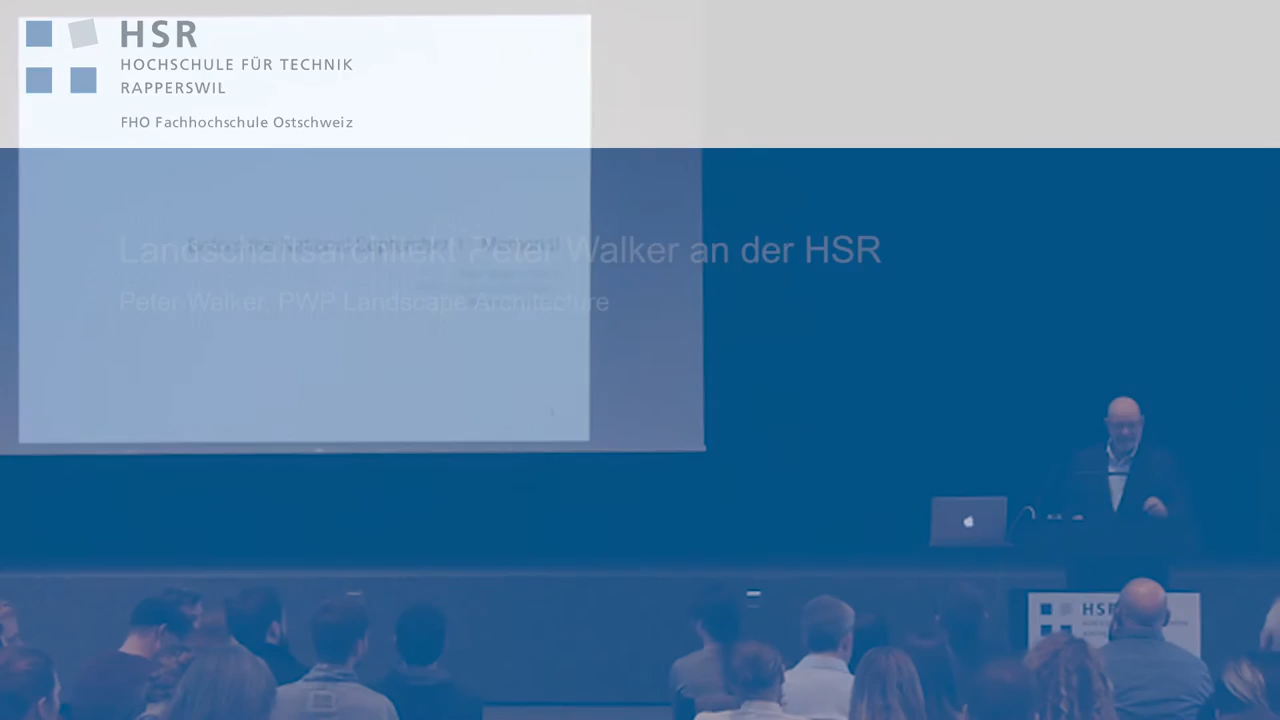 HSR
HOCHSCHULE FÜR TECHNIK
RAPPERSWIL
FHO Fachhochschule Ostschweiz
Landschaftsarchitekt Peter Walker an der HSR
Peter Walker, PWP Landscape Architecture
HSR